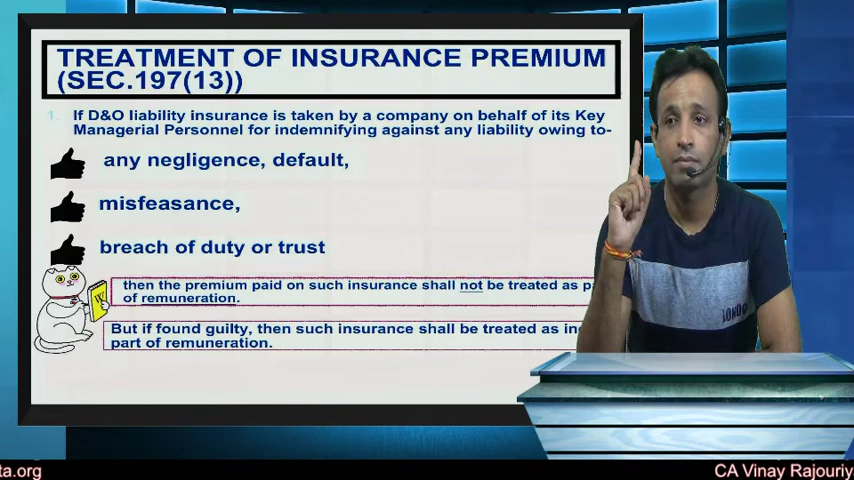 TREATMENT OF INSURANCE PREMIUM
(SEC.197(13))
1. If D&O liability insurance is taken by a company on behalf of its Key
Managerial Personnel for indemnifying against any liability owing to-
any negligence, default,
misfeasance,
breach of duty or trust
then the premium paid on such insurance shall not be treated as p
of remuneration.
But if found guilty, then such insurance shall be treated as in
part of remuneration.
LONDO
ta.org
CA Vinay Rajouriy